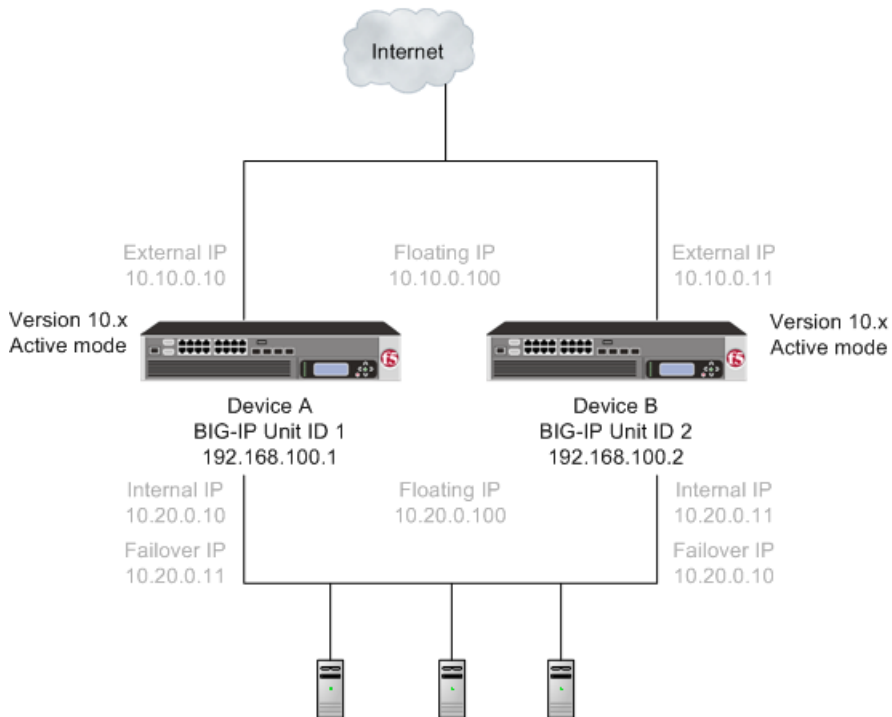 Internet
External IP
10.10.0.10
Floating IP
10.10.0.100
External IP
10.10.0.11
Version 10.x
Active mode
f5
f5
Version 10.x
Active mode
Device A
BIG-IP Unit ID 1
192.168.100.1
Device B
BIG-IP Unit ID 2
192.168.100.2
Internal IP
10.20.0.10
Floating IP
10.20.0.100
Internal IP
10.20.0.11
Failover IP
10.20.0.11
Failover IP
10.20.0.10